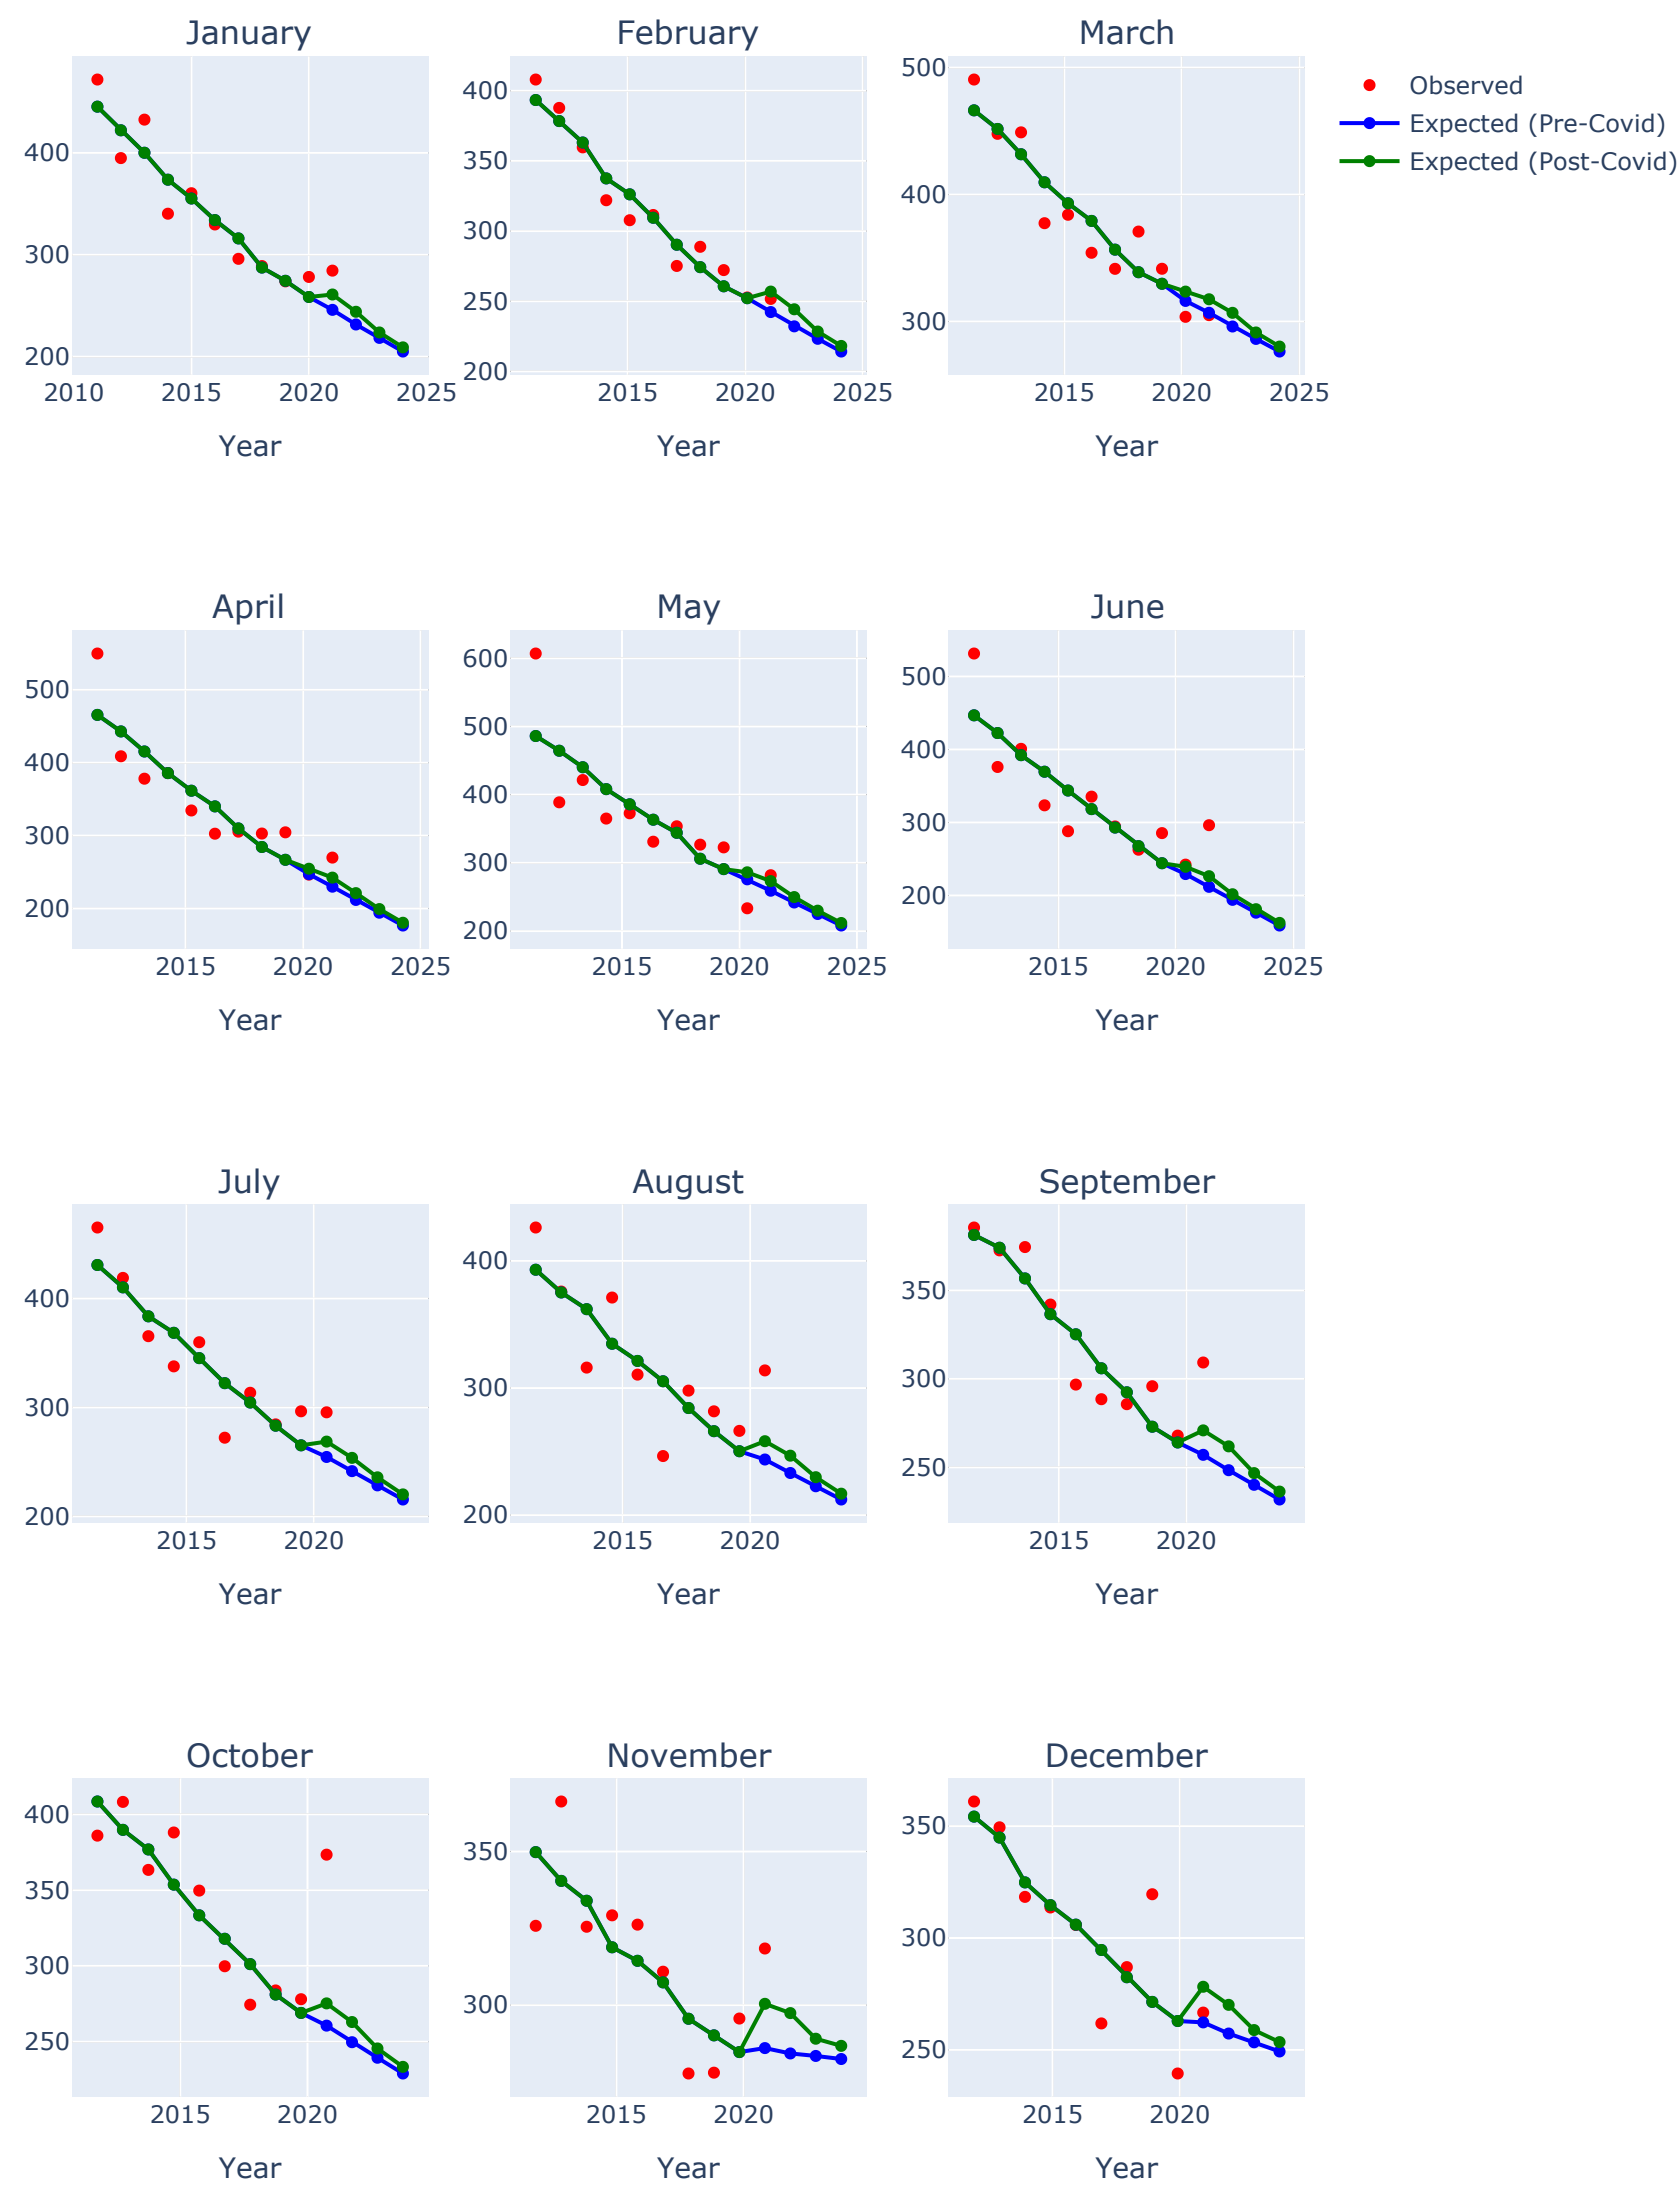 January
February
March
Observed
Expected (Pre-Covid)
Expected (Post-Covid)
400
300
200
2010 2015 2020 2025
Year
400
350
300
250
200
2015 2020 2025
Year
500
400
300
2015 2020 2025
Year
April
May
June
500
400
300
200
2015 2020 2025
Year
600
500
400
300
200
2015 2020 2025
Year
500
400
300
200
2015 2020 2025
Year
July
August
September
400
300
200
2015 2020
Year
400
300
200
2015 2020
Year
350
300
250
2015 2020
Year
October
November
December
400
350
300
250
2015 2020
Year
350
300
2015 2020
Year
350
300
250
2015 2020
Year